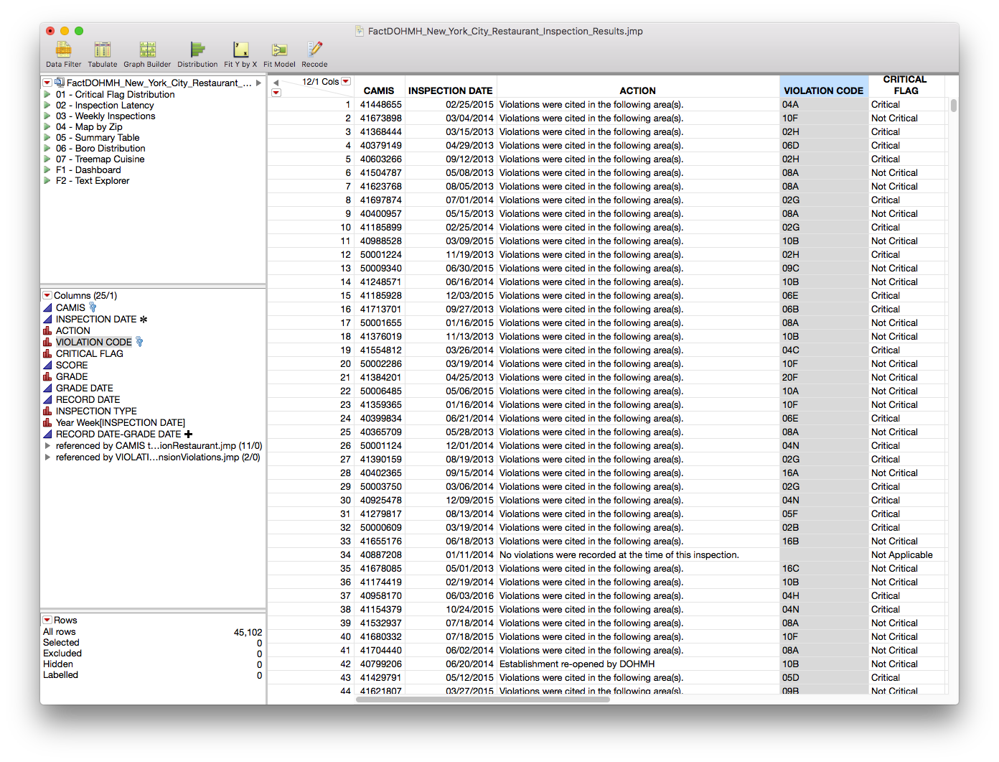 FactDOHMH_New_York_City_Restaurant_Inspection_Results.jmp
Data Filter Tabulate Graph Builder Distribution Fit Y by X Fit Model Recode
FactDOHMH_New_York_City_Restaurant_...
01 - Critical Flag Distribution
02 - Inspection Latency
03 - Weekly Inspections
04 - Map by Zip
05 - Summary Table
06 - Boro Distribution
07 - Treemap Cuisine
F1 - Dashboard
F2 - Text Explorer
Columns (25/1)
CAMIS
INSPECTION DATE
ACTION
VIOLATION CODE
CRITICAL FLAG
SCORE
GRADE
GRADE DATE
RECORD DATE
INSPECTION TYPE
Year Week[INSPECTION DATE]
RECORD DATE-GRADE DATE
referenced by CAMIS t...ionRestaurant.jmp (11/0)
referenced by VIOLATI...nsionViolations.jmp (2/0)
Rows
All rows 45,102
Selected 0
Excluded 0
Hidden 0
Labelled 0
12/1 Cols
CAMIS INSPECTION DATE ACTION VIOLATION CODE CRITICAL FLAG
1 41448655 02/25/2015 Violations were cited in the following area(s). 04A Critical
2 41673898 03/04/2014 Violations were cited in the following area(s). 10F Not Critical
3 41368444 03/15/2013 Violations were cited in the following area(s). 02H Critical
4 40379149 04/29/2013 Violations were cited in the following area(s). 06D Critical
5 40603266 09/12/2013 Violations were cited in the following area(s). 02H Critical
6 41504787 05/08/2013 Violations were cited in the following area(s). 08A Not Critical
7 41623768 08/05/2013 Violations were cited in the following area(s). 08A Not Critical
8 41697874 07/01/2014 Violations were cited in the following area(s). 02G Critical
9 40400957 05/15/2013 Violations were cited in the following area(s). 08A Not Critical
10 41185899 02/25/2014 Violations were cited in the following area(s). 02G Critical
11 40988528 03/09/2015 Violations were cited in the following area(s). 10B Not Critical
12 50001224 11/19/2013 Violations were cited in the following area(s). 02H Critical
13 50009340 06/30/2015 Violations were cited in the following area(s). 09C Not Critical
14 41248571 06/16/2014 Violations were cited in the following area(s). 10B Not Critical
15 41185928 12/03/2015 Violations were cited in the following area(s). 06E Critical
16 41713701 09/27/2013 Violations were cited in the following area(s). 06B Critical
17 50001655 01/16/2015 Violations were cited in the following area(s). 08A Not Critical
18 41376019 11/13/2013 Violations were cited in the following area(s). 10B Not Critical
19 41554812 03/26/2014 Violations were cited in the following area(s). 04C Critical
20 50002286 03/19/2014 Violations were cited in the following area(s). 10F Not Critical
21 41384201 04/25/2013 Violations were cited in the following area(s). 20F Not Critical
22 50006485 05/06/2015 Violations were cited in the following area(s). 10A Not Critical
23 41359365 01/16/2014 Violations were cited in the following area(s). 10F Not Critical
24 40399834 06/21/2014 Violations were cited in the following area(s). 06E Critical
25 40365709 05/28/2013 Violations were cited in the following area(s). 08A Not Critical
26 50001124 12/01/2014 Violations were cited in the following area(s). 04N Critical
27 41390159 08/19/2013 Violations were cited in the following area(s). 02G Critical
28 40402365 09/15/2014 Violations were cited in the following area(s). 16A Not Critical
29 50003750 03/06/2014 Violations were cited in the following area(s). 02G Critical
30 40925478 12/09/2015 Violations were cited in the following area(s). 04N Critical
31 41279817 08/13/2014 Violations were cited in the following area(s). 05F Critical
32 50000609 03/19/2014 Violations were cited in the following area(s). 02B Critical
33 41655176 06/18/2013 Violations were cited in the following area(s). 16B Not Critical
34 40887208 01/11/2014 No violations were recorded at the time of this inspection. Not Applicable
35 41678085 05/01/2013 Violations were cited in the following area(s). 16C Not Critical
36 41174419 02/19/2014 Violations were cited in the following area(s). 10B Not Critical
37 40958170 06/03/2016 Violations were cited in the following area(s). 04H Critical
38 41154379 10/24/2015 Violations were cited in the following area(s). 04N Critical
39 41532937 07/18/2014 Violations were cited in the following area(s). 08A Not Critical
40 41680332 07/18/2015 Violations were cited in the following area(s). 10F Not Critical
41 41704440 06/02/2014 Violations were cited in the following area(s). 08A Not Critical
42 40799206 06/20/2014 Establishment re-opened by DOHMH 10B Not Critical
43 41429791 05/12/2015 Violations were cited in the following area(s). 05D Critical
44 41621807 03/27/2015 Violations were cited in the following area(s). 09B Not Critical